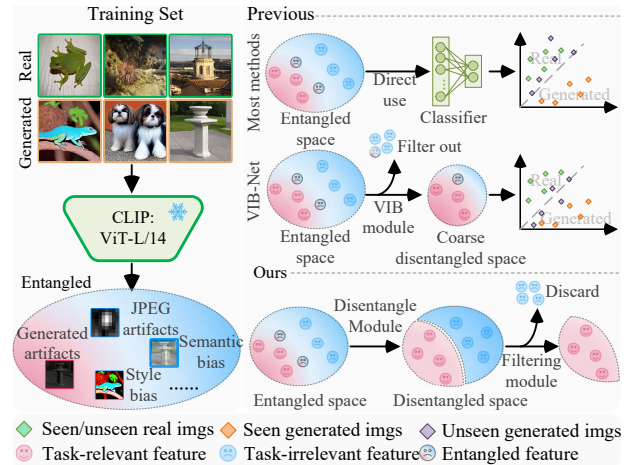 Training Set
Real
Generated
CLIP:
ViT-L/14
Entangled
JPEG
artifacts
Generated
artifacts
Semantic
bias
Style
bias
......
Previous
Most methods
Entangled
space
Direct
use
Classifier
Real
Generated
VIB-Net
Entangled
space
Filter out
VIB
module
Coarse
disentangled space
Real
Generated
Ours
Entangled space
Disentangle
Module
Disentangled space
Discard
Filtering
module
Seen/unseen real imgs
Seen generated imgs
Unseen generated imgs
Task-relevant feature
Task-irrelevant feature
Entangled feature